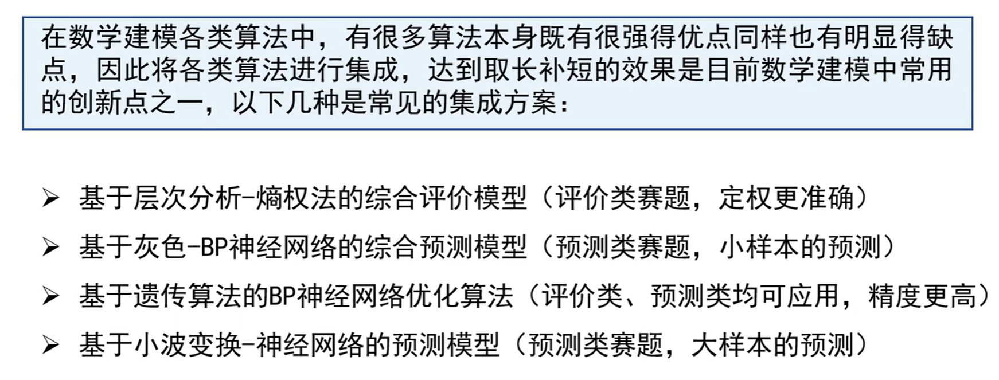 在数学建模各类算法中，有很多算法本身既有很强得优点同样也有明显得缺
点，因此将各类算法进行集成，达到取长补短的效果是目前数学建模中常用
的创新点之一，以下几种是常见的集成方案：
➢ 基于层次分析-熵权法的综合评价模型（评价类赛题，定权更准确）
➢ 基于灰色-BP神经网络的综合预测模型（预测类赛题，小样本的预测）
➢ 基于遗传算法的BP神经网络优化算法（评价类、预测类均可应用，精度更高）
➢ 基于小波变换-神经网络的预测模型（预测类赛题，大样本的预测）